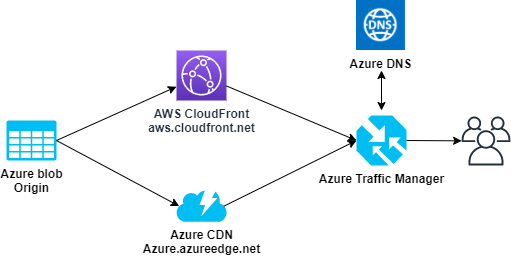 DNS
Azure DNS
AWS CloudFront
aws.cloudfront.net
Azure blob
Origin
Azure Traffic Manager
Azure CDN
Azure.azureedge.net